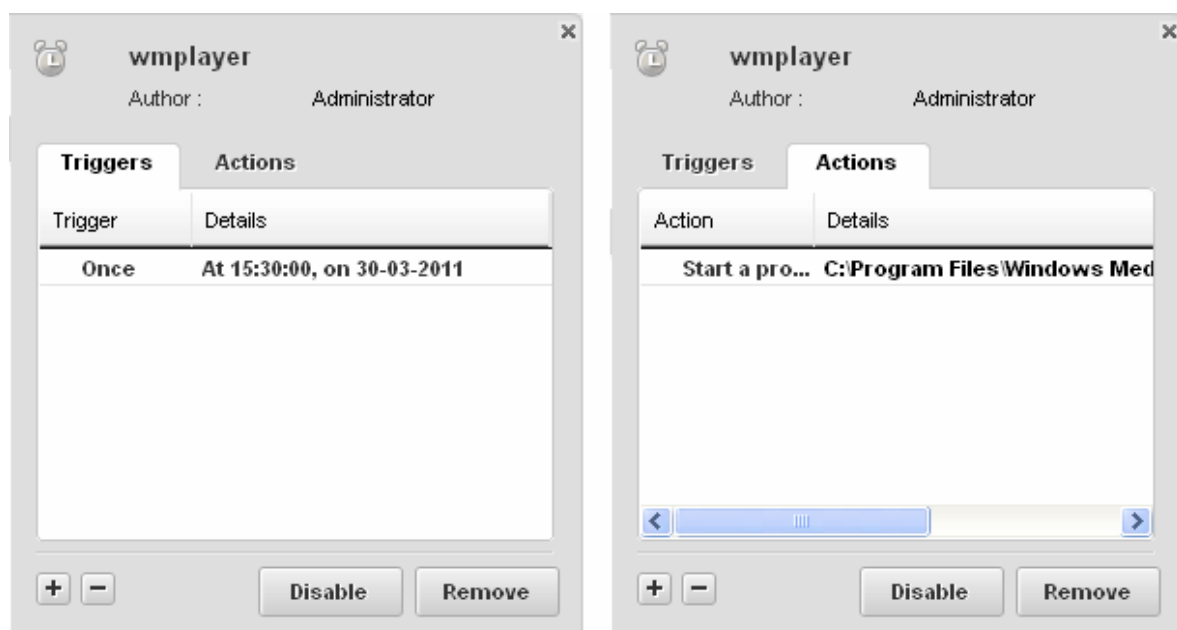 wmplayer
Author : Administrator
Triggers Actions
Trigger Details
Once At 15:30:00, on 30-03-2011
Disable Remove
wmplayer
Author : Administrator
Triggers Actions
Action Details
Start a pro... C:\Program Files\Windows Med
Disable Remove